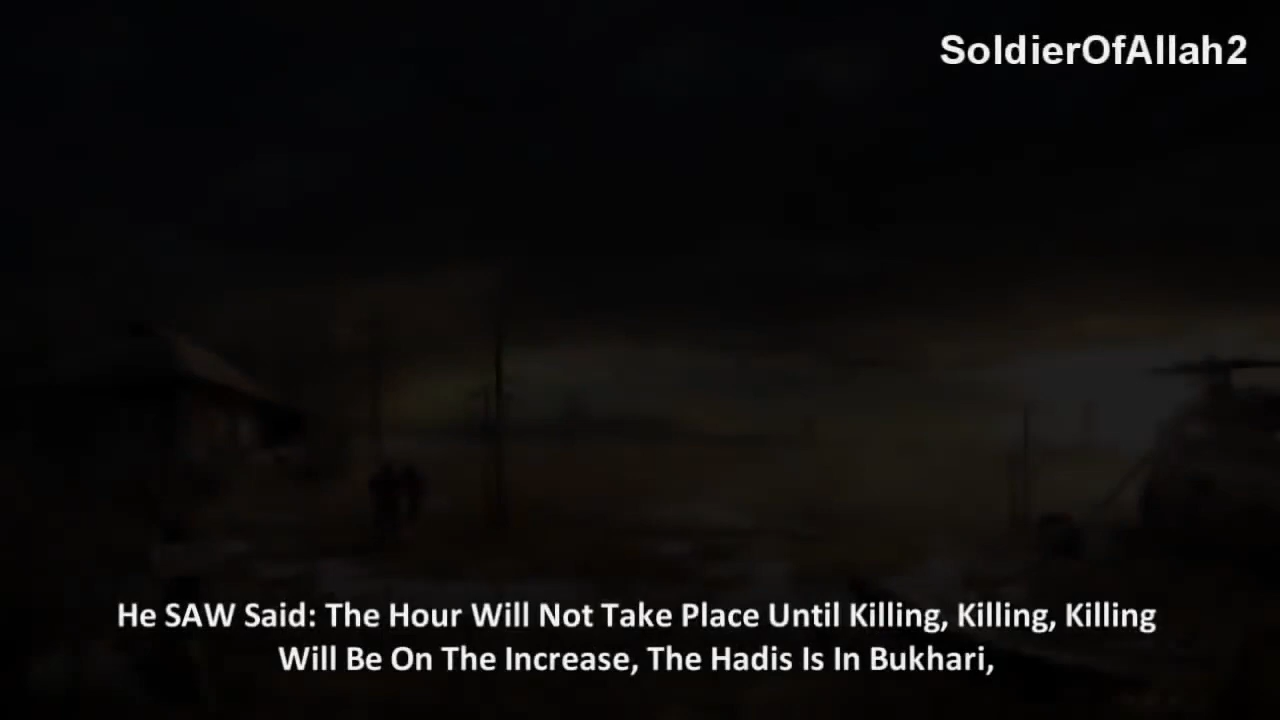 SoldierOfAllah2
He SAW Said: The Hour Will Not Take Place Until Killing, Killing, Killing
Will Be On The Increase, The Hadis Is In Bukhari,